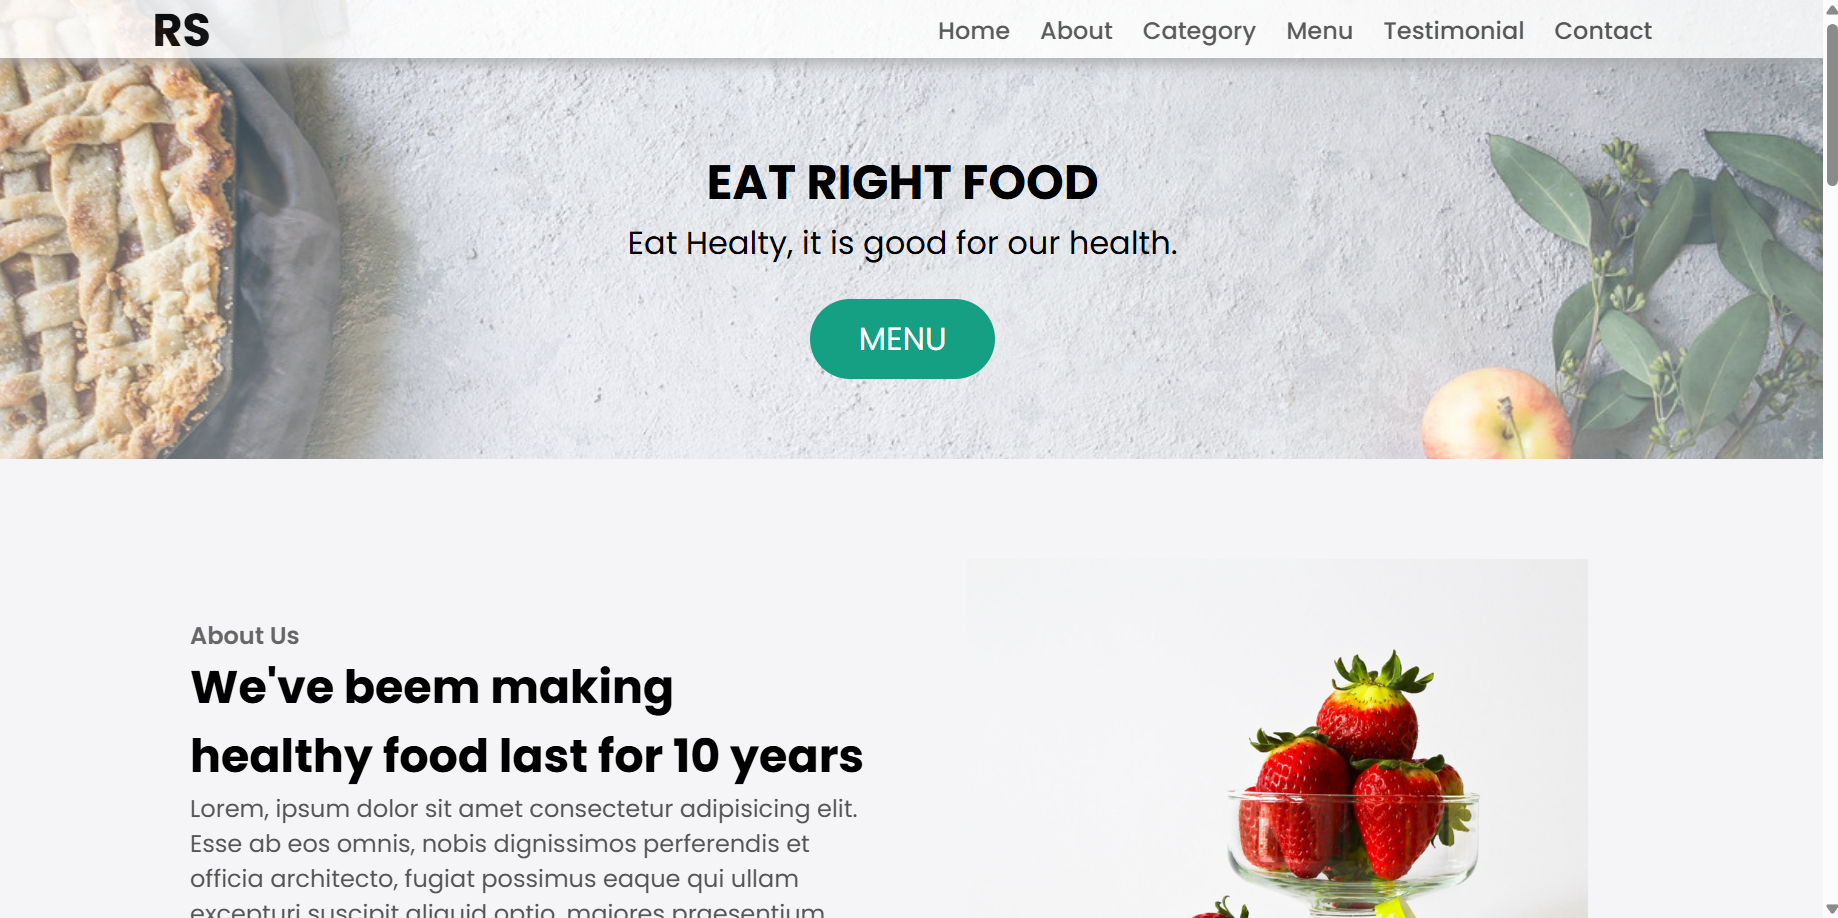 RS
Home About Category Menu Testimonial Contact
EAT RIGHT FOOD
Eat Healty, it is good for our health.
MENU
About Us
We've beem making
healthy food last for 10 years
Lorem, ipsum dolor sit amet consectetur adipisicing elit.
Esse ab eos omnis, nobis dignissimos perferendis et
officia architecto, fugiat possimus eaque qui ullam
excepturi suscipit aliquid optio, maiores praesentium